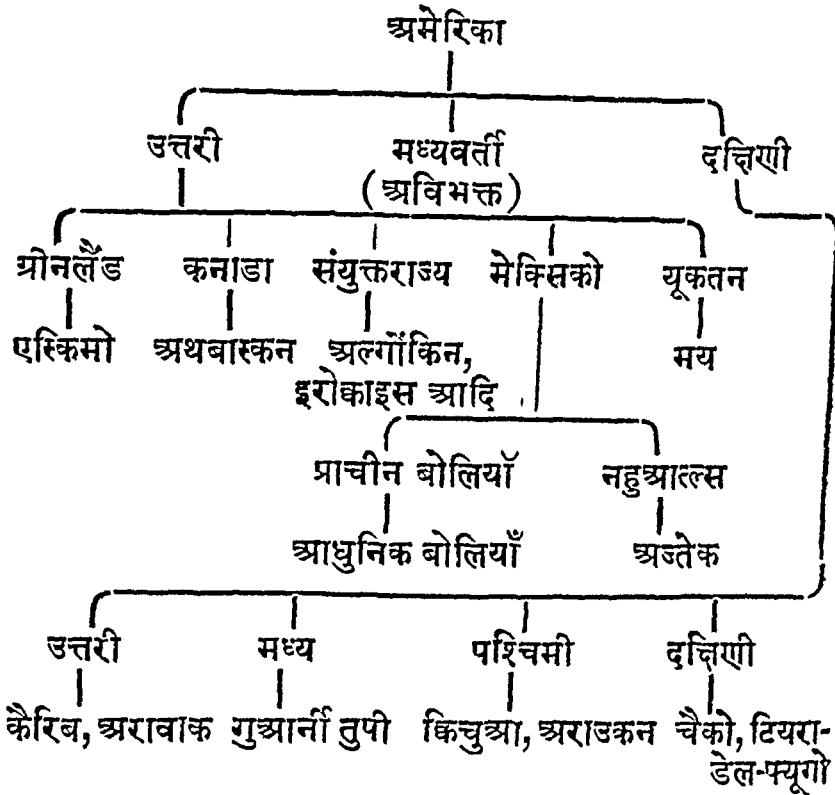 अमेरिका
उत्तरी मध्यवर्ती दक्षिणी
(अविभक्त)
ग्रीनलैंड कनाडा संयुक्तराज्य मेक्सिको यूकतन
एस्किमो अथबास्कन अल्गोंकिन, मय
इरोकाइस आदि
प्राचीन बोलियॉ नहुआत्ल्स
आधुनिक बोलियाँ अज्तेक
उत्तरी मध्य पश्चिमी दक्षिणी
कैरिब, अरावाक गुआर्नी तुपी क्विचुआ, अराउकन चैको, टियरा-
डेल-फ्यूगो